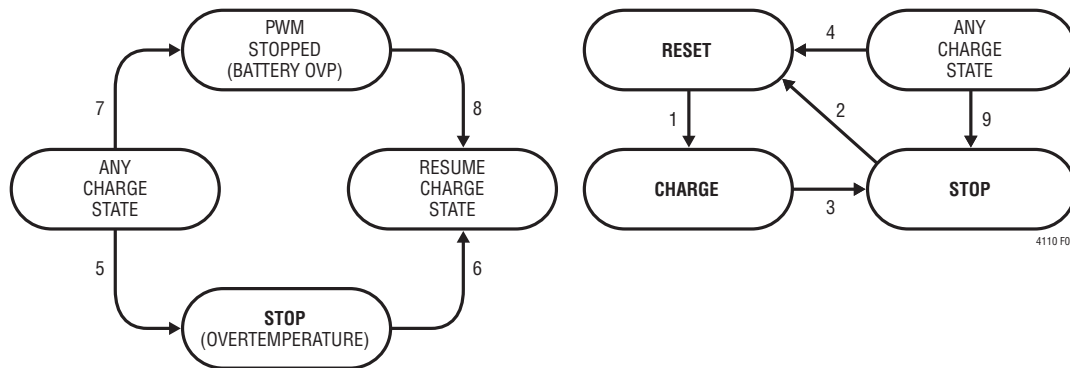 PWM
STOPPED
(BATTERY OVP)
7
8
ANY
CHARGE
STATE
RESUME
CHARGE
STATE
5
6
STOP
(OVERTEMPERATURE)
RESET
4
ANY
CHARGE
STATE
1
2
9
CHARGE
3
STOP
4110 F0